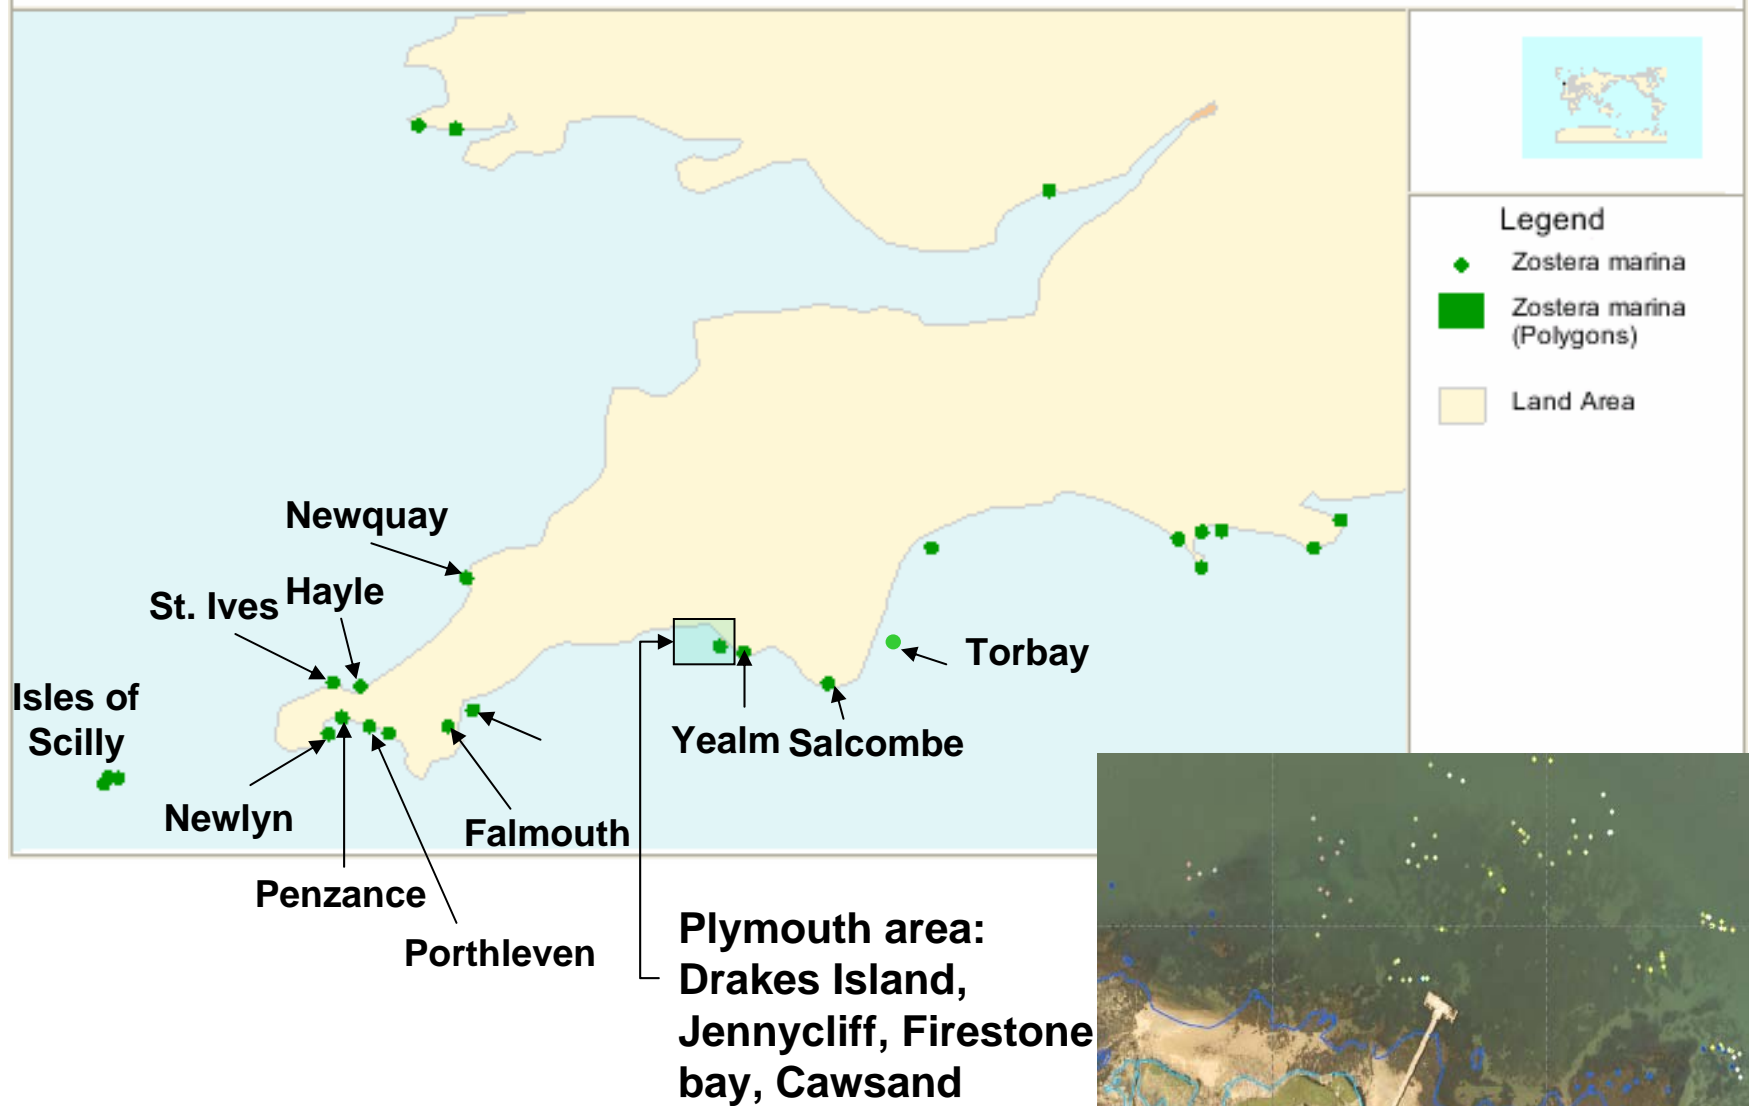 Legend
Zostera marina
Zostera marina
(Polygons)
Land Area
Newquay
Hayle
St. Ives
Isles of
Scilly
Torbay
Yealm
Salcombe
Newlyn
Falmouth
Penzance
Porthleven
Plymouth area:
Drakes Island,
Jennycliff, Firestone
bay, Cawsand